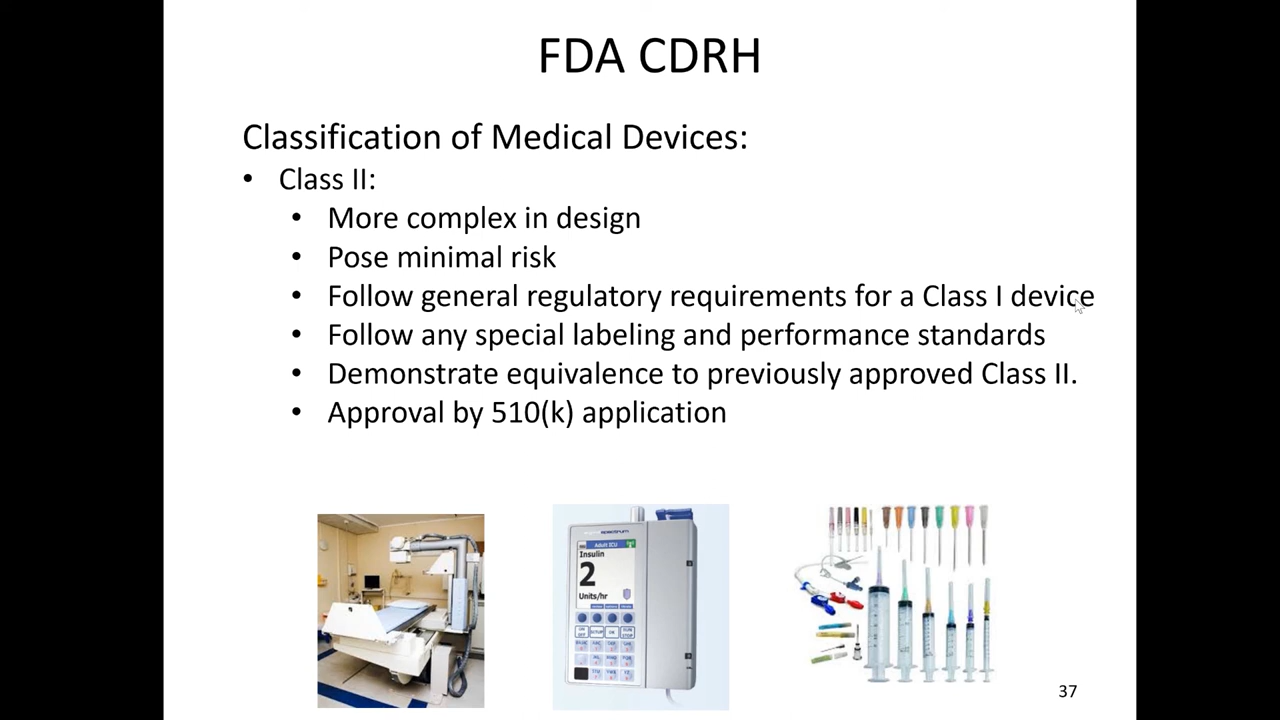 FDA CDRH
Classification of Medical Devices:
• Class II:
• More complex in design
• Pose minimal risk
• Follow general regulatory requirements for a Class I device
• Follow any special labeling and performance standards
• Demonstrate equivalence to previously approved Class II.
• Approval by 510(k) application
spectrum
Adult ICU
Insulin
2
Units/hr
37